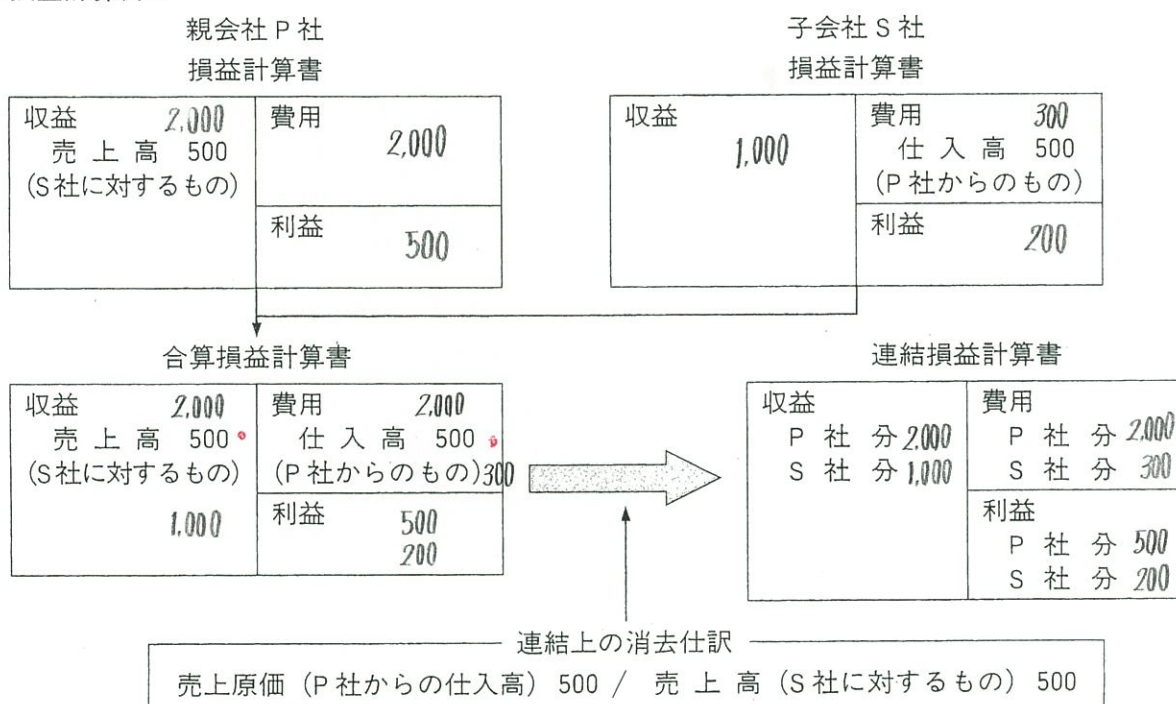 親会社P社
損益計算書
収益 2,000
売上高 500
(S社に対するもの)
費用
2,000
利益
500
子会社S社
損益計算書
収益
1,000
費用 300
仕入高 500
(P社からのもの)
利益
200
合算損益計算書
収益 2,000
売上高 500
(S社に対するもの)
1,000
費用 2,000
仕入高 500
(P社からのもの)300
利益 500
200
連結損益計算書
収益
P社分 2,000
S社分 1,000
費用
P社分 2,000
S社分 300
利益
P社分 500
S社分 200
連結上の消去仕訳
売上原価(P社からの仕入高) 500 / 売上高(S社に対するもの) 500